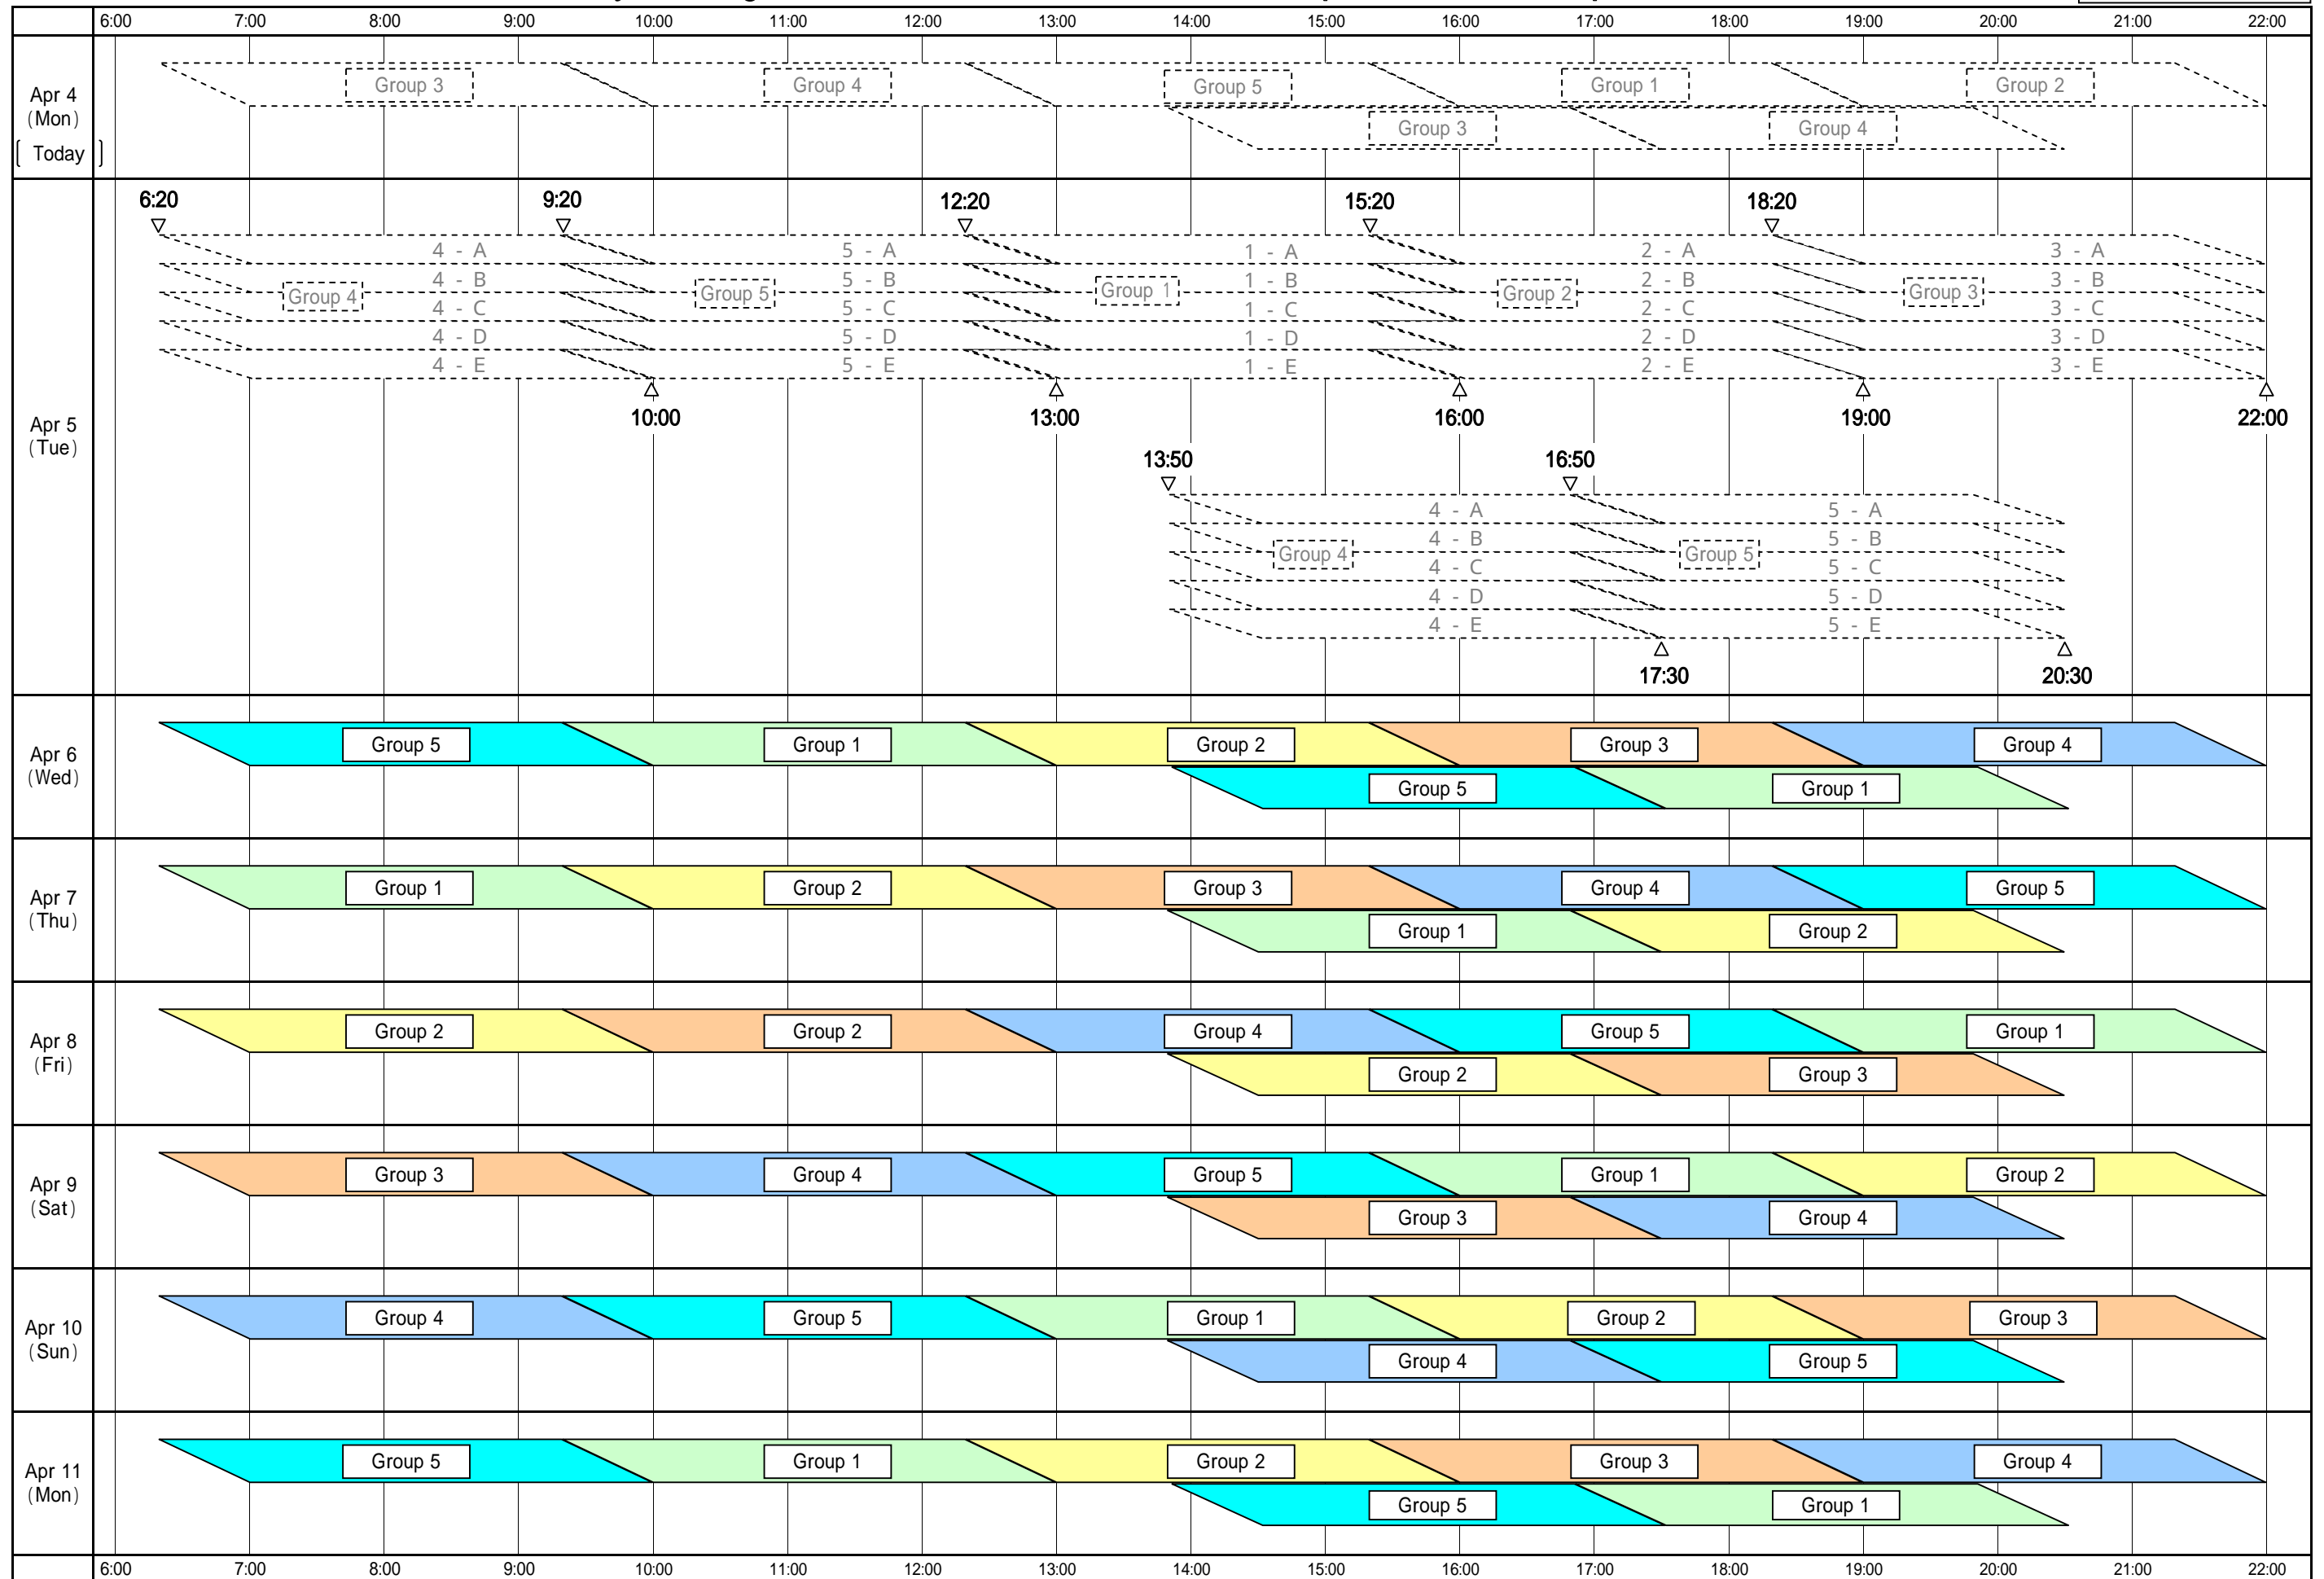 6:00 7:00 8:00 9:00 10:00 11:00 12:00 13:00 14:00 15:00 16:00 17:00 18:00 19:00 20:00 21:00 22:00
Apr 4
(Mon)
[ Today ]
Group 3 Group 4 Group 5 Group 1 Group 2
Group 3 Group 4
Apr 5
(Tue)
6:20 9:20 12:20 15:20 18:20
4 - A 5 - A 1 - A 2 - A 3 - A
4 - B 5 - B 1 - B 2 - B 3 - B
Group 4 Group 5 Group 1 Group 2 Group 3
4 - C 5 - C 1 - C 2 - C 3 - C
4 - D 5 - D 1 - D 2 - D 3 - D
4 - E 5 - E 1 - E 2 - E 3 - E
10:00 13:00 16:00 19:00 22:00
13:50 16:50
4 - A 5 - A
4 - B 5 - B
Group 4 Group 5
4 - C 5 - C
4 - D 5 - D
4 - E 5 - E
17:30 20:30
Apr 6
(Wed)
Group 5 Group 1 Group 2 Group 3 Group 4
Group 5 Group 1
Apr 7
(Thu)
Group 1 Group 2 Group 3 Group 4 Group 5
Group 1 Group 2
Apr 8
(Fri)
Group 2 Group 2 Group 4 Group 5 Group 1
Group 2 Group 3
Apr 9
(Sat)
Group 3 Group 4 Group 5 Group 1 Group 2
Group 3 Group 4
Apr 10
(Sun)
Group 4 Group 5 Group 1 Group 2 Group 3
Group 4 Group 5
Apr 11
(Mon)
Group 5 Group 1 Group 2 Group 3 Group 4
Group 5 Group 1
6:00 7:00 8:00 9:00 10:00 11:00 12:00 13:00 14:00 15:00 16:00 17:00 18:00 19:00 20:00 21:00 22:00